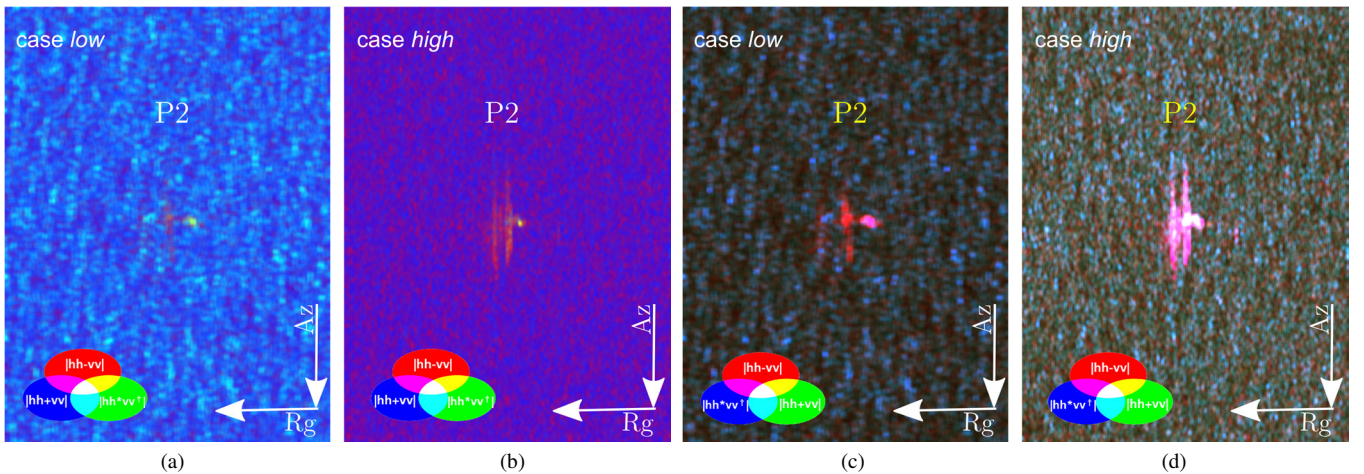 case low
P2
Az
|hh-vv|
|hh+vv|
|hh*vv†|
Rg
(a)
case high
P2
Az
|hh-vv|
|hh+vv|
|hh*vv†|
Rg
(b)
case low
P2
Az
|hh-vv|
|hh*vv†|
|hh+vv|
Rg
(c)
case high
P2
Az
|hh-vv|
|hh*vv†|
|hh+vv|
Rg
(d)